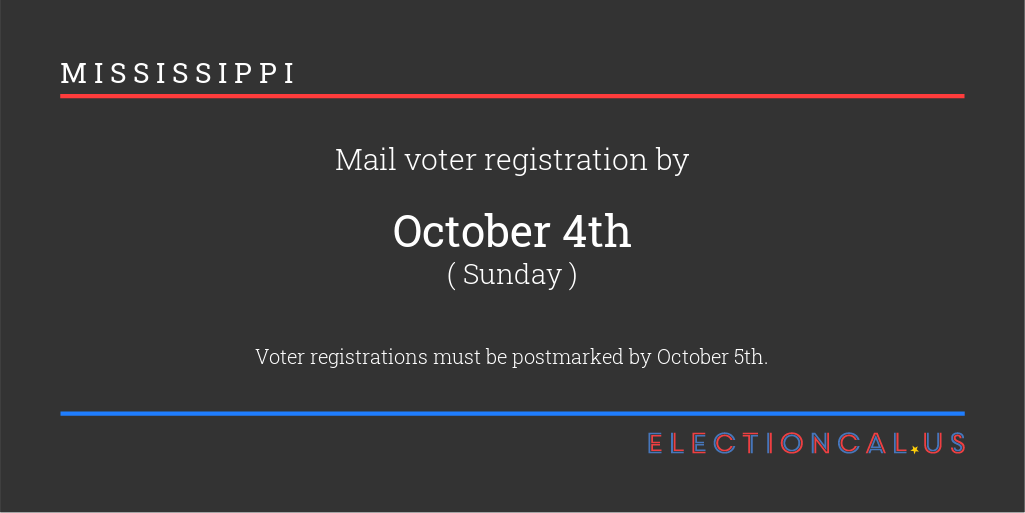 MISSISSIPPI
Mail voter registration by
October 4th
( Sunday )
Voter registrations must be postmarked by October 5th.
ELECTIONCAL.US